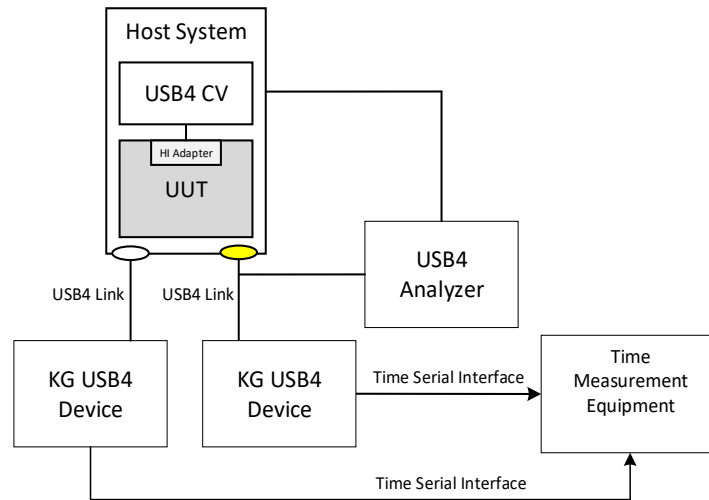 Host System
USB4 CV
HI Adapter
UUT
USB4 Link
USB4 Link
USB4
Analyzer
KG USB4
Device
KG USB4
Device
Time Serial Interface
Time
Measurement
Equipment
Time Serial Interface